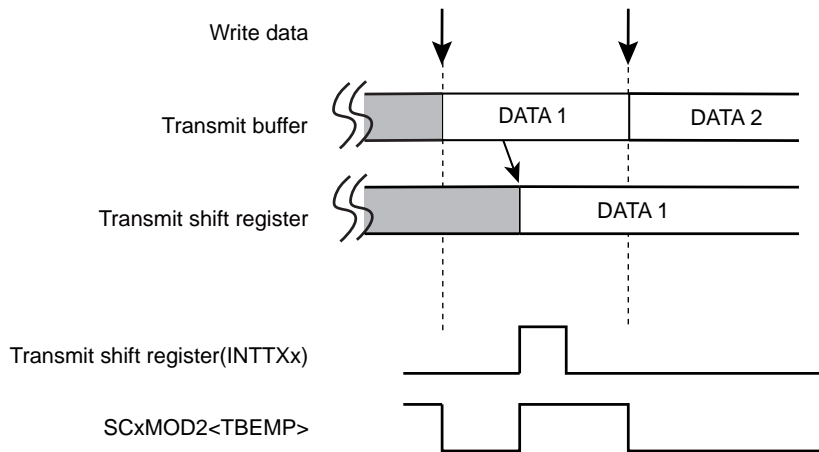 Write data
Transmit buffer
DATA 1
DATA 2
Transmit shift register
DATA 1
Transmit shift register(INTTXx)
SCxMOD2<TBEMP>